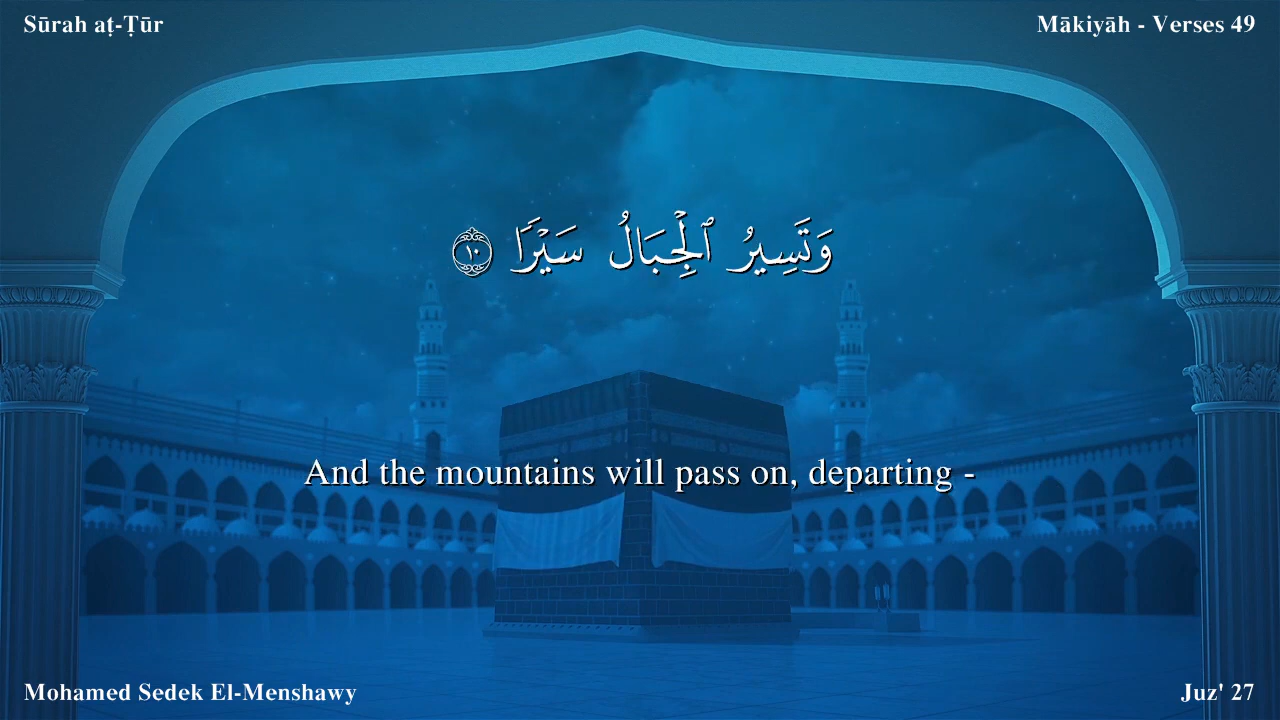 Sūrah aṭ-Ṭūr
Mākiyāh - Verses 49
وَتَسِيرُ ٱلْجِبَالُ سَيْرًا ١٠
And the mountains will pass on, departing -
Mohamed Sedek El-Menshawy
Juz' 27